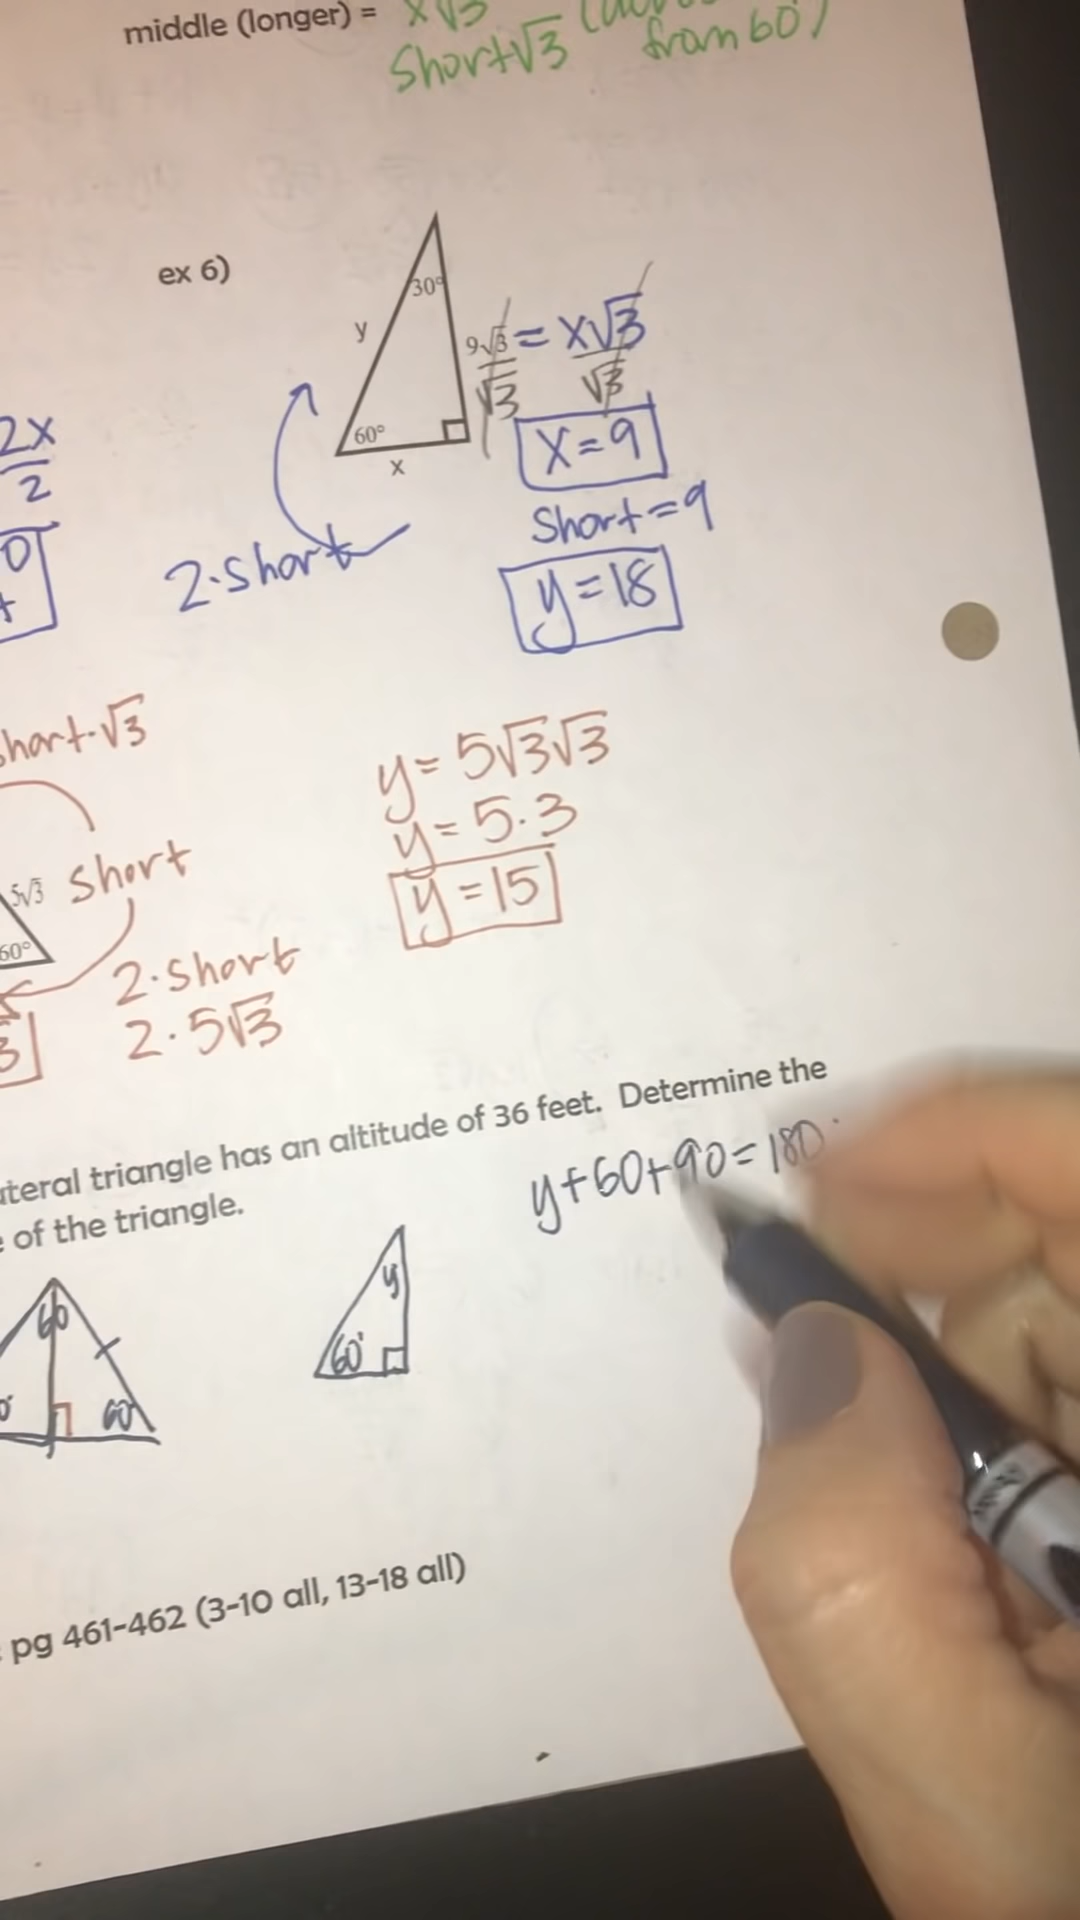 middle (longer) = x√3
Short√3
from 60°)
ex 6)
30°
y
9√3 = x√3
√3 √3
60°
x
x=9
2x
2
Short=9
2·short
y=18
short·√3
y= 5√3√3
y= 5·3
y=15
5√3 short
60°
2·short
2·5√3
has an altitude of 36 feet. Determine the
triangle
of the triangle.
y+60+90=180
60
60
y
60°
pg 461-462 (3-10 all, 13-18 all)